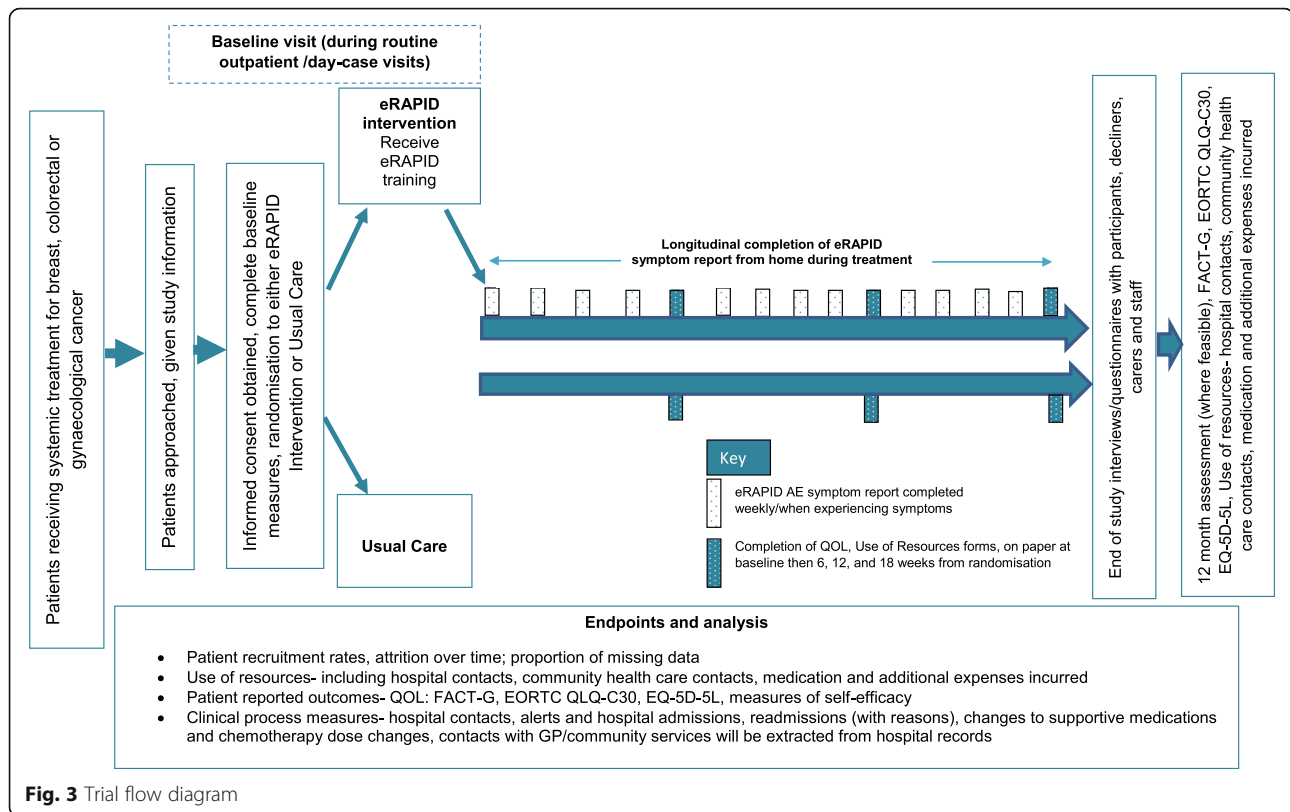 Baseline visit (during routine
outpatient /day-case visits)
Patients receiving systemic treatment for breast, colorectal or
gynaecological cancer
Patients approached, given study information
Informed consent obtained, complete baseline
measures, randomisation to either eRAPID
Intervention or Usual Care
eRAPID
intervention
Receive
eRAPID
training
Usual Care
Longitudinal completion of eRAPID
symptom report from home during treatment
Key
eRAPID AE symptom report completed
weekly/when experiencing symptoms
Completion of QOL, Use of Resources forms, on paper at
baseline then 6, 12, and 18 weeks from randomisation
End of study interviews/questionnaires with participants, decliners,
carers and staff
12 month assessment (where feasible), FACT-G, EORTC QLQ-C30,
EQ-5D-5L, Use of resources- hospital contacts, community health
care contacts, medication and additional expenses incurred
Endpoints and analysis
• Patient recruitment rates, attrition over time; proportion of missing data
• Use of resources- including hospital contacts, community health care contacts, medication and additional expenses incurred
• Patient reported outcomes- QOL: FACT-G, EORTC QLQ-C30, EQ-5D-5L, measures of self-efficacy
• Clinical process measures- hospital contacts, alerts and hospital admissions, readmissions (with reasons), changes to supportive medications
and chemotherapy dose changes, contacts with GP/community services will be extracted from hospital records
Fig. 3 Trial flow diagram